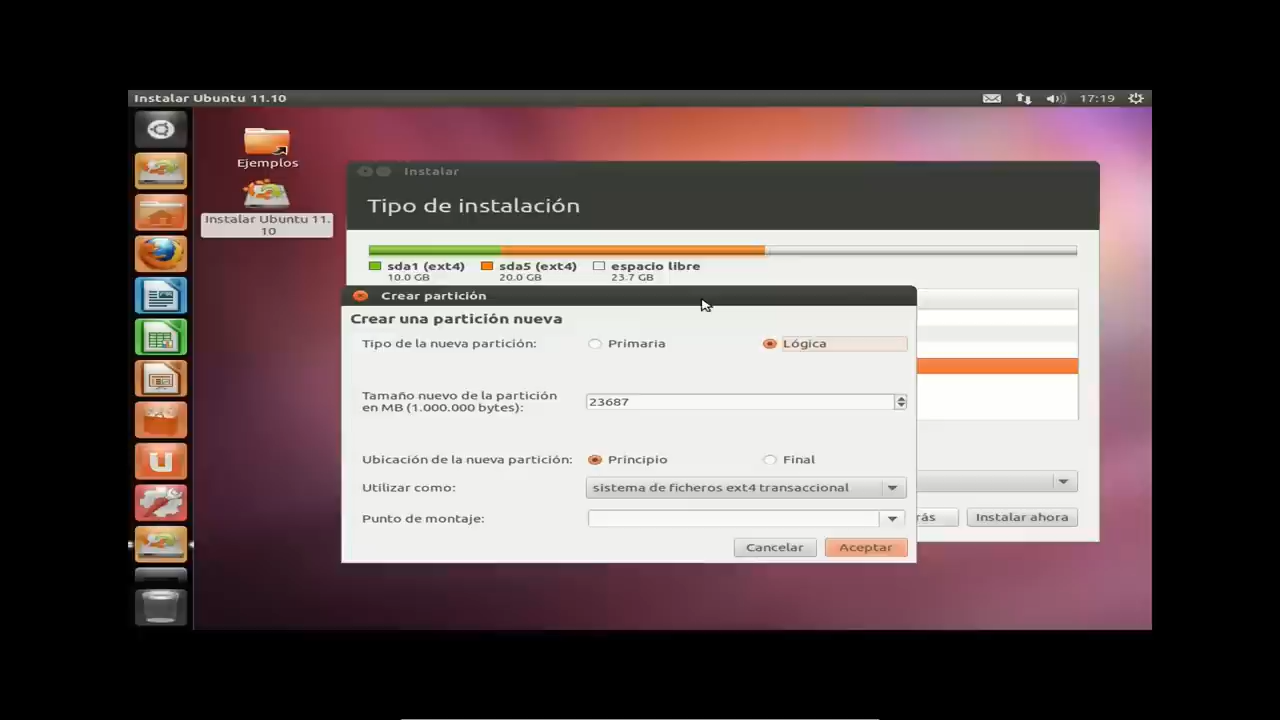 Instalar Ubuntu 11.10
17:19
Ejemplos
Instalar Ubuntu 11.
10
Instalar
Tipo de instalación
sda1 (ext4) sda5 (ext4) espacio libre
10.0 GB 20.0 GB 23.7 GB
Crear partición
Crear una partición nueva
Tipo de la nueva partición: Primaria Lógica
Tamaño nuevo de la partición
en MB (1.000.000 bytes): 23687
Ubicación de la nueva partición: Principio Final
Utilizar como: sistema de ficheros ext4 transaccional
Punto de montaje:
rás Instalar ahora
Cancelar Aceptar